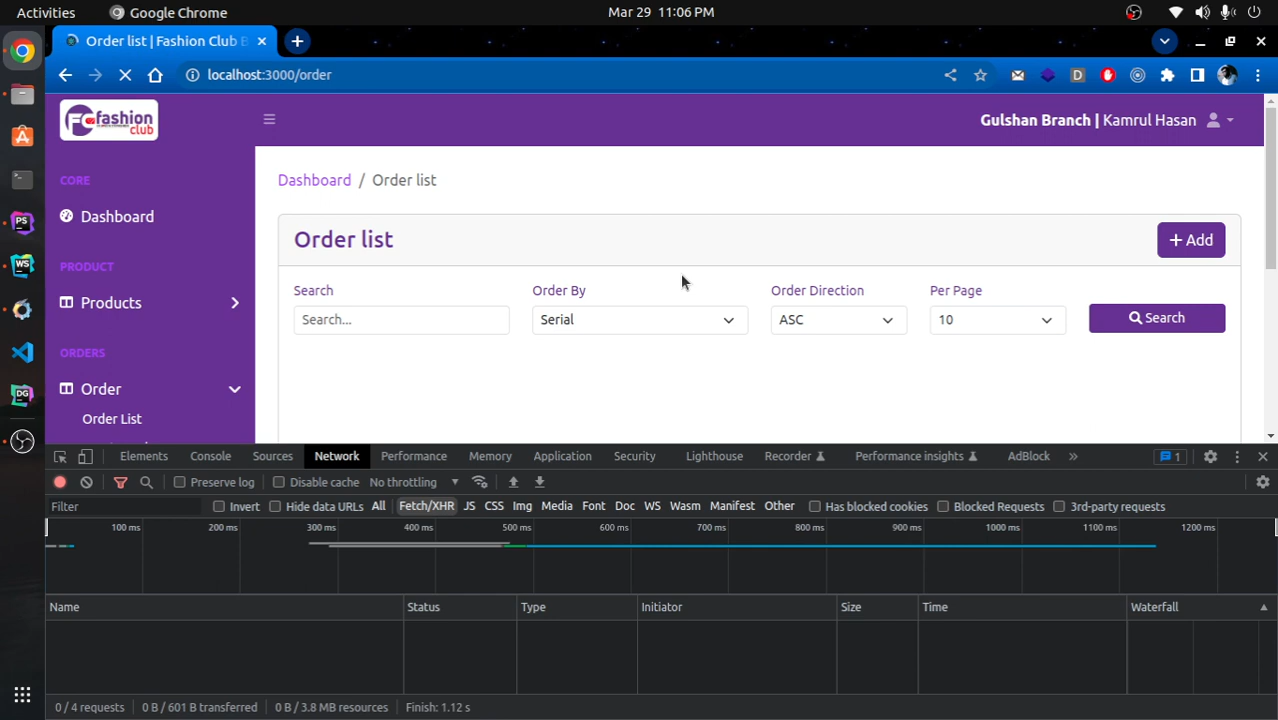 Activities Google Chrome Mar 29 11:06 PM
Order list | Fashion Club B
localhost:3000/order
FC fashion club
Gulshan Branch | Kamrul Hasan
CORE
Dashboard
PRODUCT
Products
ORDERS
Order
Order List
Dashboard / Order list
Order list
+ Add
Search Order By Order Direction Per Page
Search... Serial ASC 10 Search
Elements Console Sources Network Performance Memory Application Security Lighthouse Recorder Performance insights AdBlock » 1
Preserve log Disable cache No throttling
Filter Invert Hide data URLs All Fetch/XHR JS CSS Img Media Font Doc WS Wasm Manifest Other Has blocked cookies Blocked Requests 3rd-party requests
100 ms 200 ms 300 ms 400 ms 500 ms 600 ms 700 ms 800 ms 900 ms 1000 ms 1100 ms 1200 ms
Name Status Type Initiator Size Time Waterfall
0 / 4 requests 0 B / 601 B transferred 0 B / 3.8 MB resources Finish: 1.12 s